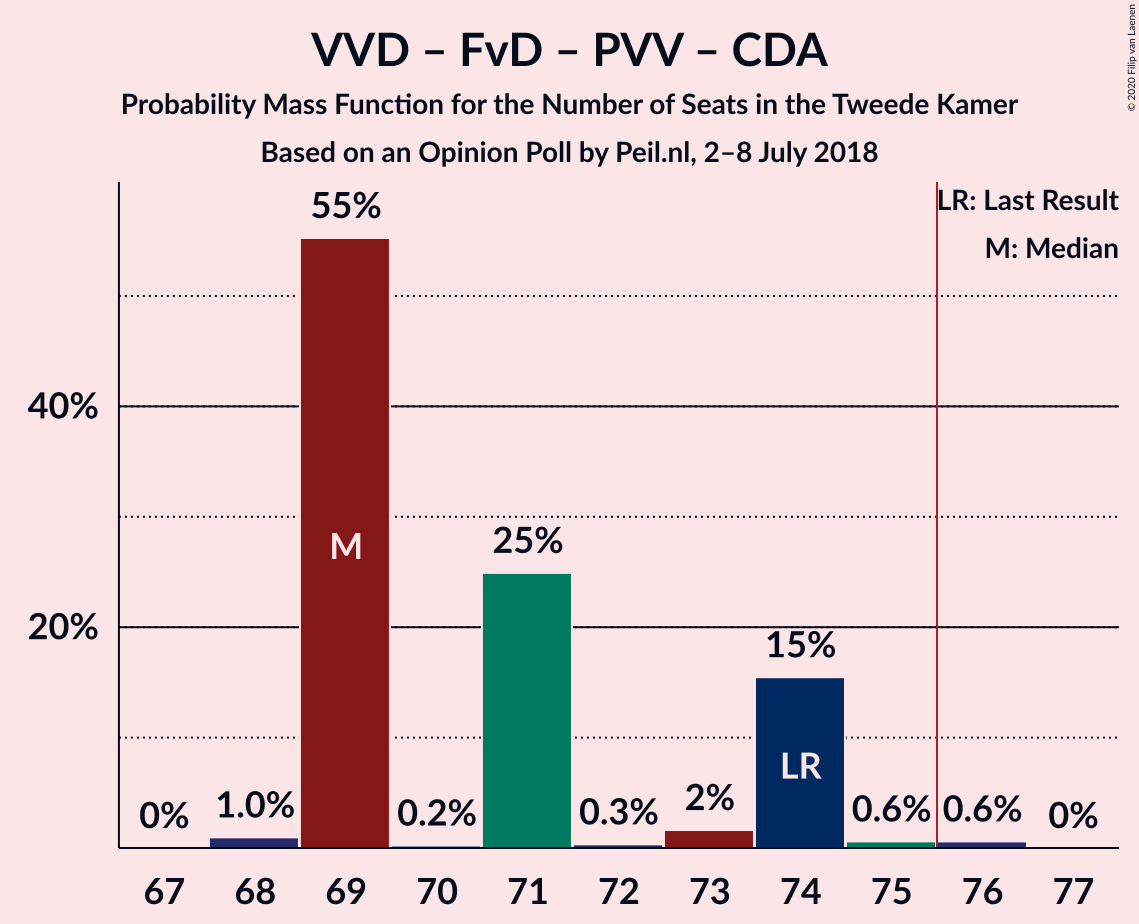 VVD – FvD – PVV – CDA
Probability Mass Function for the Number of Seats in the Tweede Kamer
Based on an Opinion Poll by Peil.nl, 2–8 July 2018
© 2020 Filip van Laenen
LR: Last Result
M: Median
55%
40%
M
25%
20%
15%
LR
0%
1.0%
0.2%
0.3%
2%
0.6%
0.6%
0%
67 68 69 70 71 72 73 74 75 76 77